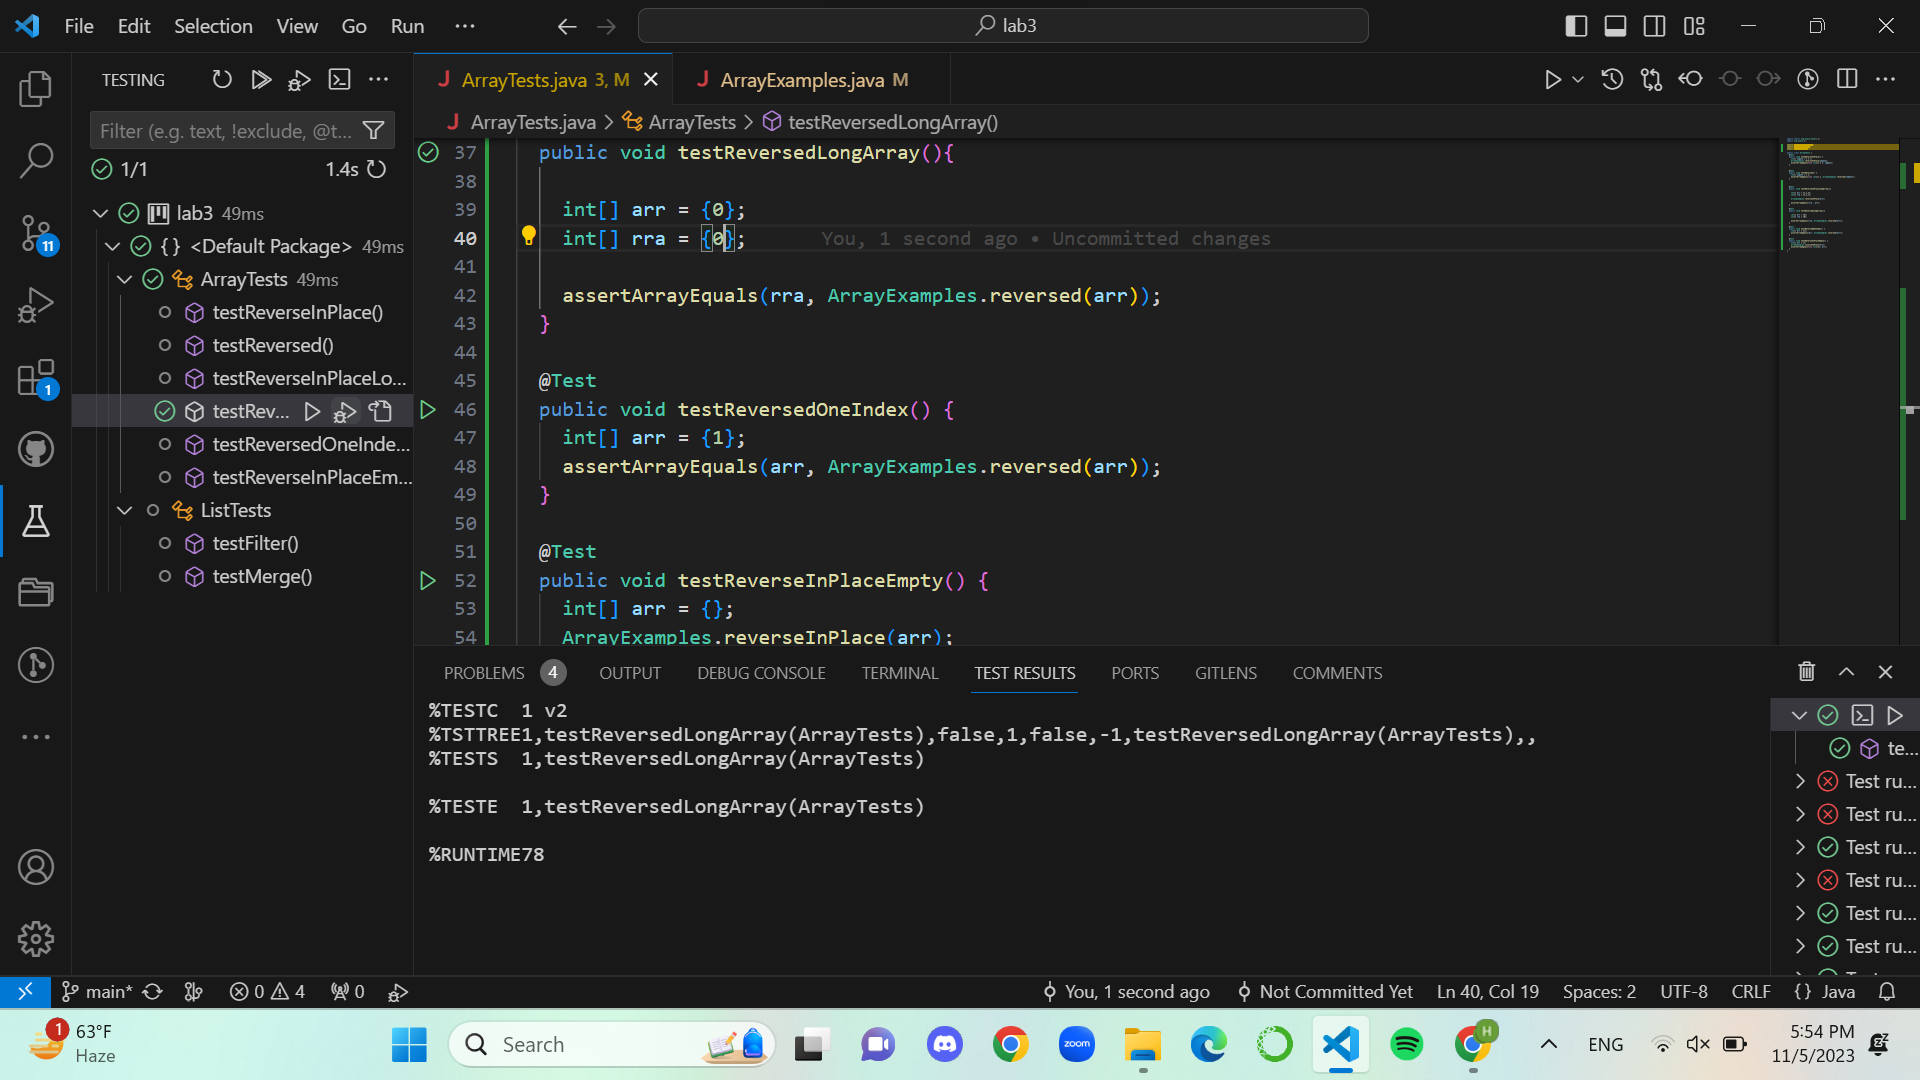 File Edit Selection View Go Run ···
lab3
TESTING
Filter (e.g. text, !exclude, @t...
1/1
1.4s
lab3 49ms
{} <Default Package> 49ms
ArrayTests 49ms
testReverseInPlace()
testReversed()
testReverseInPlaceLo...
testRev...
testReversedOneInde...
testReverseInPlaceEm...
ListTests
testFilter()
testMerge()
11
1
J ArrayTests.java 3, M
J ArrayExamples.java M
J ArrayTests.java > ArrayTests > testReversedLongArray()
37 public void testReversedLongArray(){
38
39 int[] arr = {0};
40 int[] rra = {0}; You, 1 second ago • Uncommitted changes
41
42 assertArrayEquals(rra, ArrayExamples.reversed(arr));
43 }
44
45 @Test
46 public void testReversedOneIndex() {
47 int[] arr = {1};
48 assertArrayEquals(arr, ArrayExamples.reversed(arr));
49 }
50
51 @Test
52 public void testReverseInPlaceEmpty() {
53 int[] arr = {};
54 ArrayExamples.reverseInPlace(arr);
PROBLEMS 4 OUTPUT DEBUG CONSOLE TERMINAL TEST RESULTS PORTS GITLENS COMMENTS
%TESTC 1 v2
%TSTTREE1,testReversedLongArray(ArrayTests),false,1,false,-1,testReversedLongArray(ArrayTests),,
%TESTS 1,testReversedLongArray(ArrayTests)
%TESTE 1,testReversedLongArray(ArrayTests)
%RUNTIME78
te...
Test ru...
Test ru...
Test ru...
Test ru...
Test ru...
Test ru...
main* 0 4 0
You, 1 second ago Not Committed Yet Ln 40, Col 19 Spaces: 2 UTF-8 CRLF {} Java
1
63°F
Haze
Search
zoom
H
ENG
5:54 PM
11/5/2023